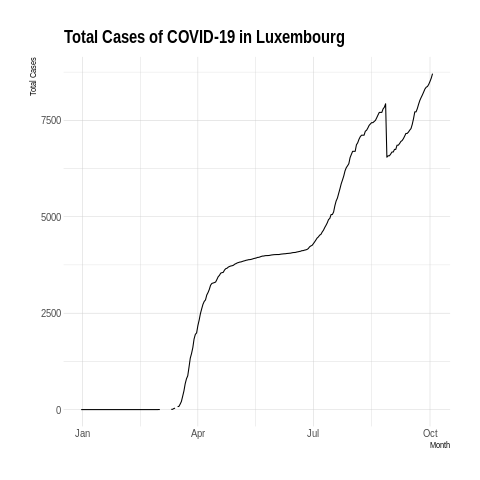 Total Cases of COVID-19 in Luxembourg
Total Cases
7500
5000
2500
0
Jan Apr Jul Oct
Month